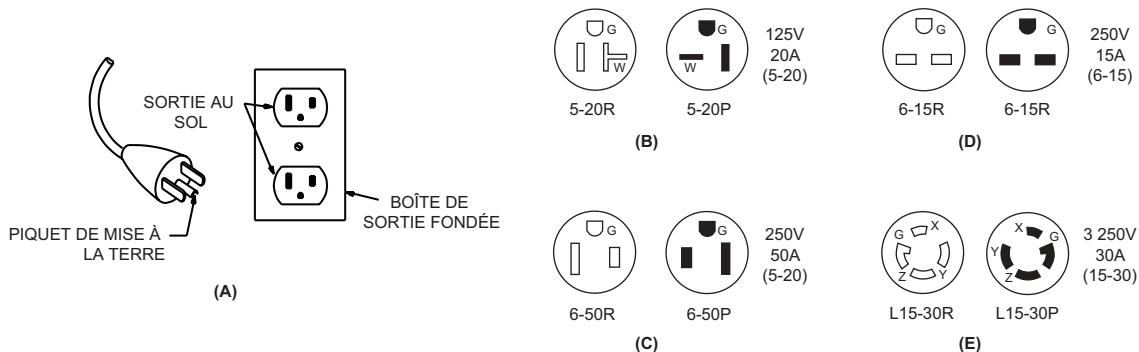 SORTIE AU
SOL
PIQUET DE MISE À
LA TERRE
BOÎTE DE
SORTIE FONDÉE
(A)
G
W
5-20R
G
W
5-20P
125V
20A
(5-20)
(B)
G
6-50R
G
6-50P
250V
50A
(5-20)
(C)
G
6-15R
G
6-15R
250V
15A
(6-15)
(D)
G
X
Z
Y
L15-30R
X
G
Y
Z
L15-30P
3 250V
30A
(15-30)
(E)